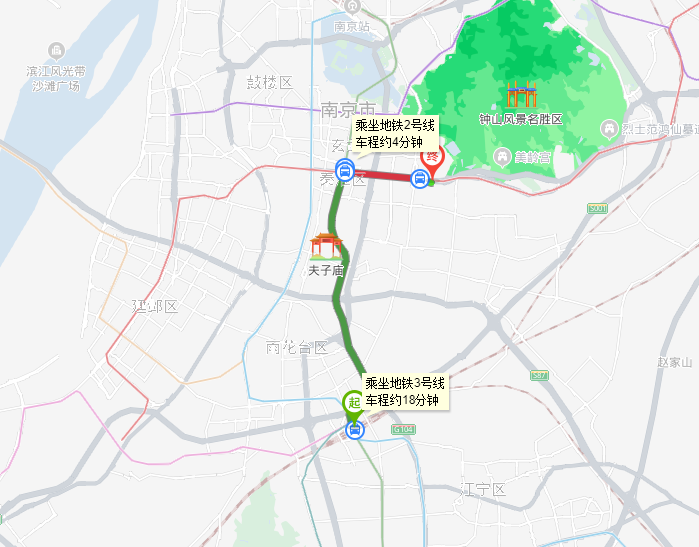 南京站
滨江风光带
沙滩广场
鼓楼区
南京市
钟山风景名胜区
乘坐地铁2号线
车程约4分钟
烈士范鸿仙墓
美龄宫
终
玄
秦淮区
S001
夫子庙
建邺区
雨花台区
赵家山
S87
乘坐地铁3号线
车程约18分钟
起
G104
江宁区